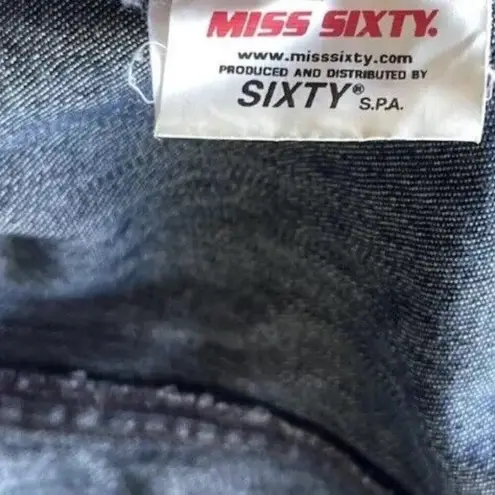 MISS SIXTY.
www.misssixty.com
PRODUCED AND DISTRIBUTED BY
SIXTY® S.P.A.